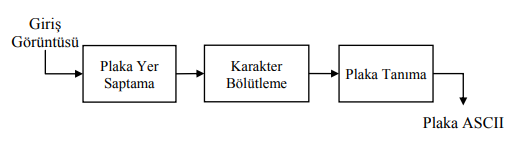 Giriş
Görüntüsü
Plaka Yer
Saptama
Karakter
Bölütleme
Plaka Tanıma
Plaka ASCII